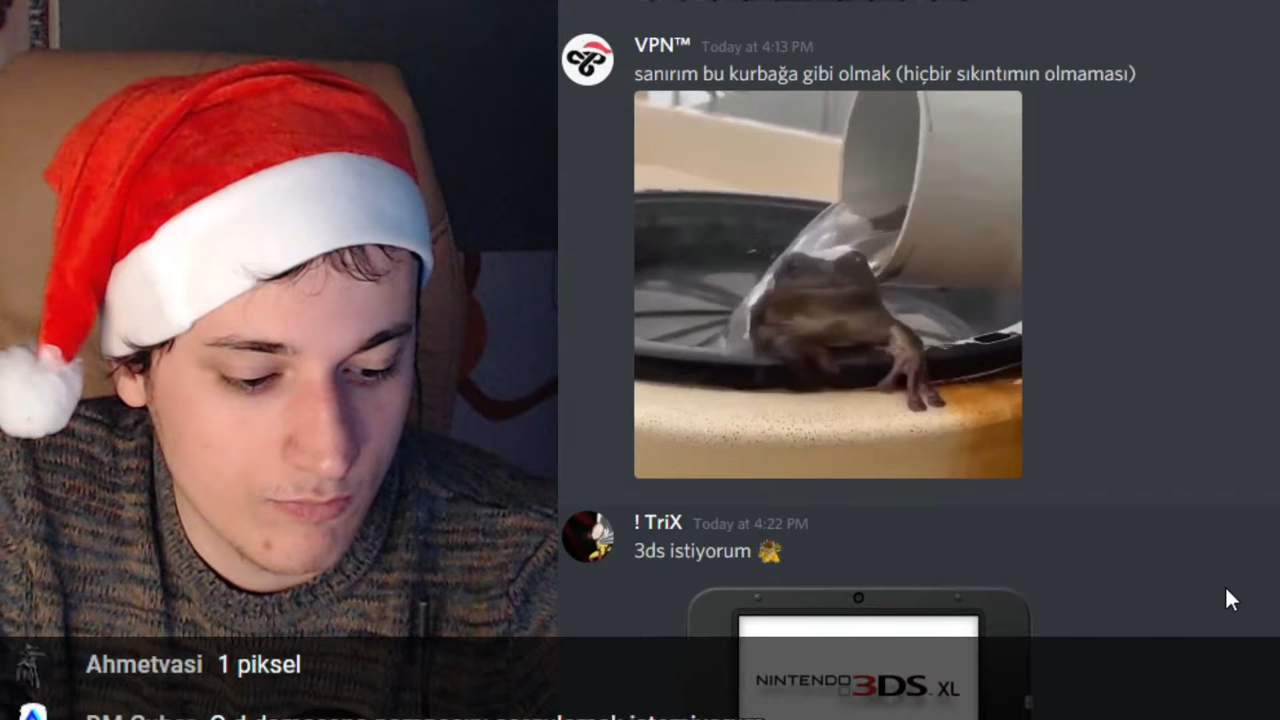 VPN™ Today at 4:13 PM
sanırım bu kurbağa gibi olmak (hiçbir sıkıntımın olmaması)
! TriX Today at 4:22 PM
3ds istiyorum
NINTENDO 3DS XL
Ahmetvasi 1 piksel